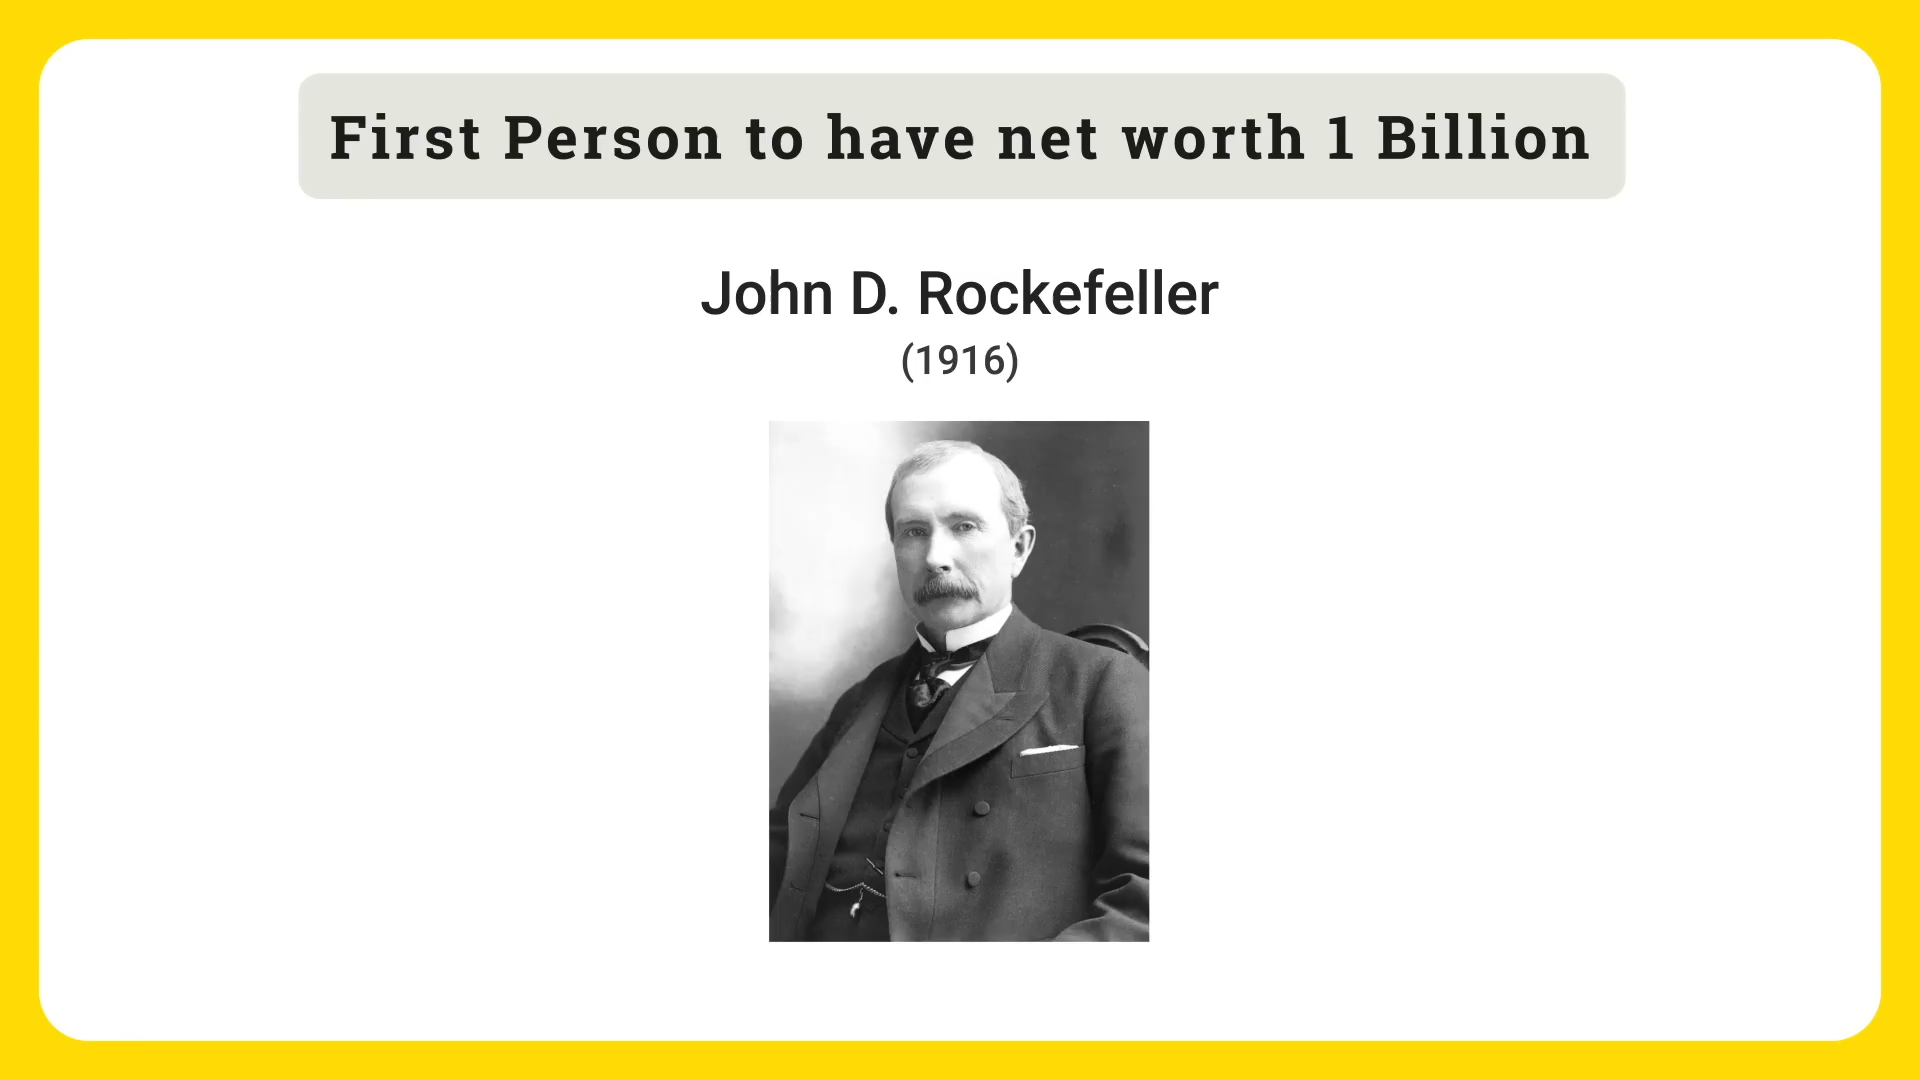 First Person to have net worth 1 Billion
John D. Rockefeller
(1916)